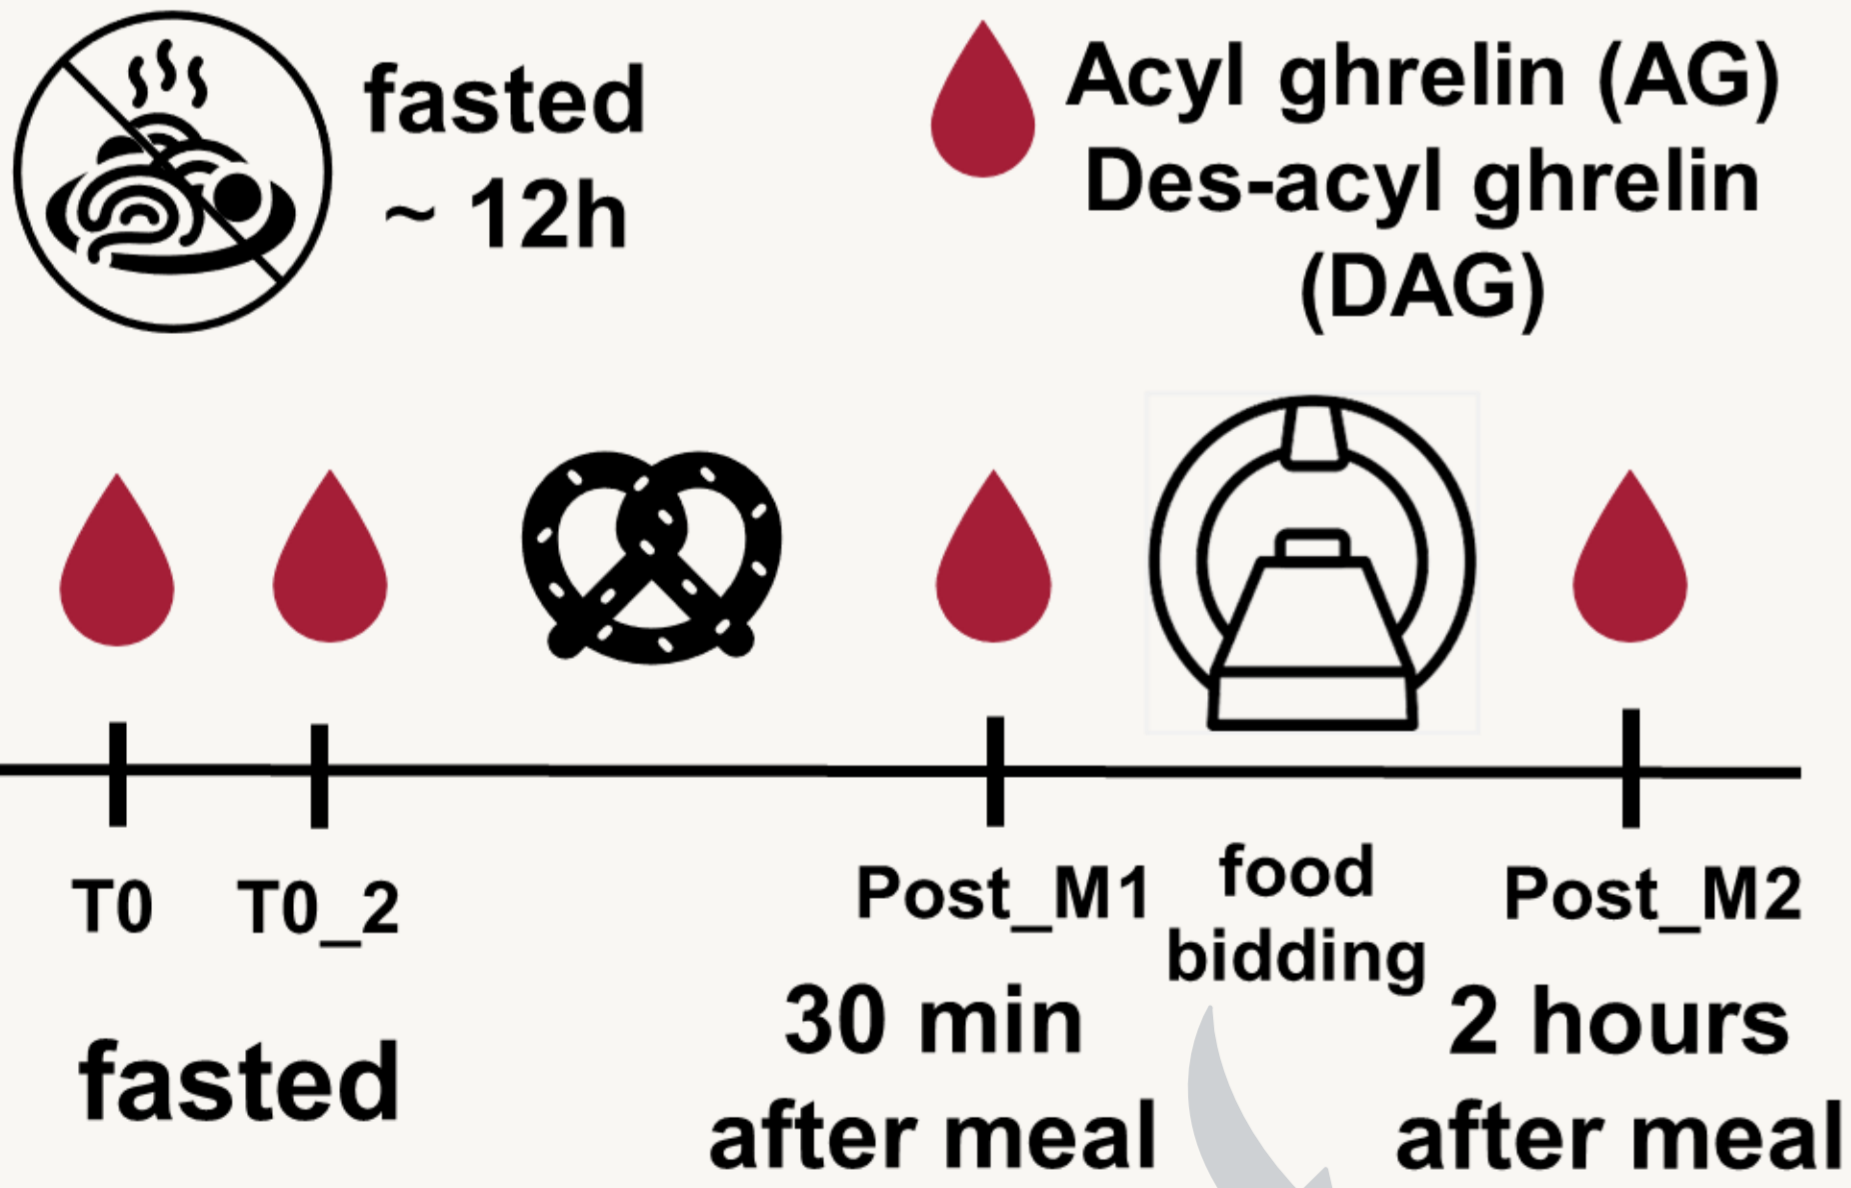 fasted
~ 12h
Acyl ghrelin (AG)
Des-acyl ghrelin
(DAG)
T0
T0_2
Post_M1
food
bidding
Post_M2
fasted
30 min
after meal
2 hours
after meal